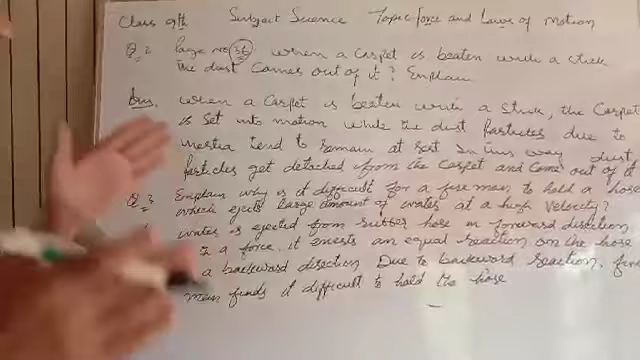 Class 9th Subject Science Topic force and Laws of Motion
Q.2 Page no (36) when a Carpet is beaten with a stick
the dust comes out of it? Explain
Ans. When a Carpet is beaten with a stick, the Carpet
is set into motion while the dust Particles due to
inertia tend to remain at rest In this way dust
Particles get detached from the Carpet and Come out of it
Q.3 Explain why is it difficult for a fire man to hold a hose
which ejects large amount of water at a high velocity?
water is ejected from rubber hose in forward direction
a force, it exerts an equal reaction on the hose
a backward direction Due to backward reaction,
man finds it difficult to hold the hose